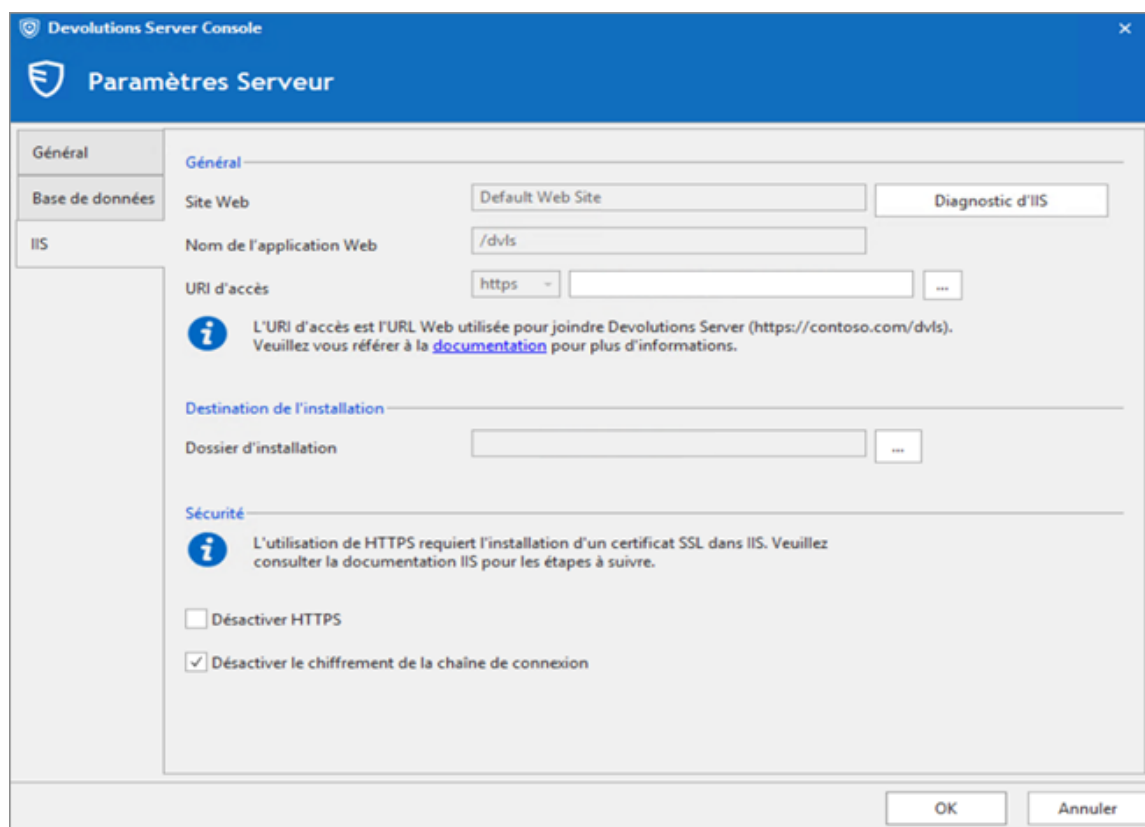 Devolutions Server Console
Paramètres Serveur
Général
Base de données
IIS
Général
Site Web
Default Web Site
Diagnostic d'IIS
Nom de l'application Web
/dvls
URI d'accès
https
...
L'URI d'accès est l'URL Web utilisée pour joindre Devolutions Server (https://contoso.com/dvls).
Veuillez vous référer à la documentation pour plus d'informations.
Destination de l'installation
Dossier d'installation
...
Sécurité
L'utilisation de HTTPS requiert l'installation d'un certificat SSL dans IIS. Veuillez
consulter la documentation IIS pour les étapes à suivre.
Désactiver HTTPS
Désactiver le chiffrement de la chaîne de connexion
OK
Annuler